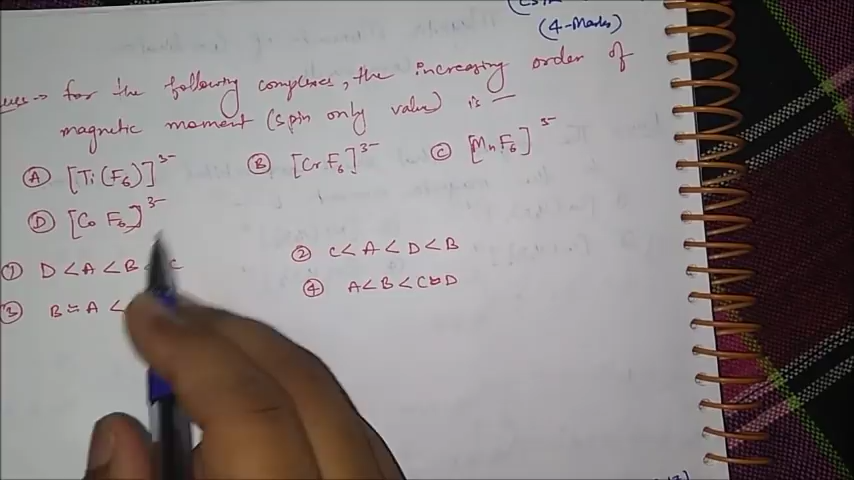 (4-Marks)
Ques → for the following complexes, the increasing order of
magnetic moment (spin only value) is —
Ⓐ [Ti(F₆)]³⁻ Ⓑ [CrF₆]³⁻ Ⓒ [MnF₆]³⁻
Ⓓ [CoF₆]³⁻
① D < A < B < C ② C < A < D < B
③ B ≈ A < ④ A < B < C ≈ D